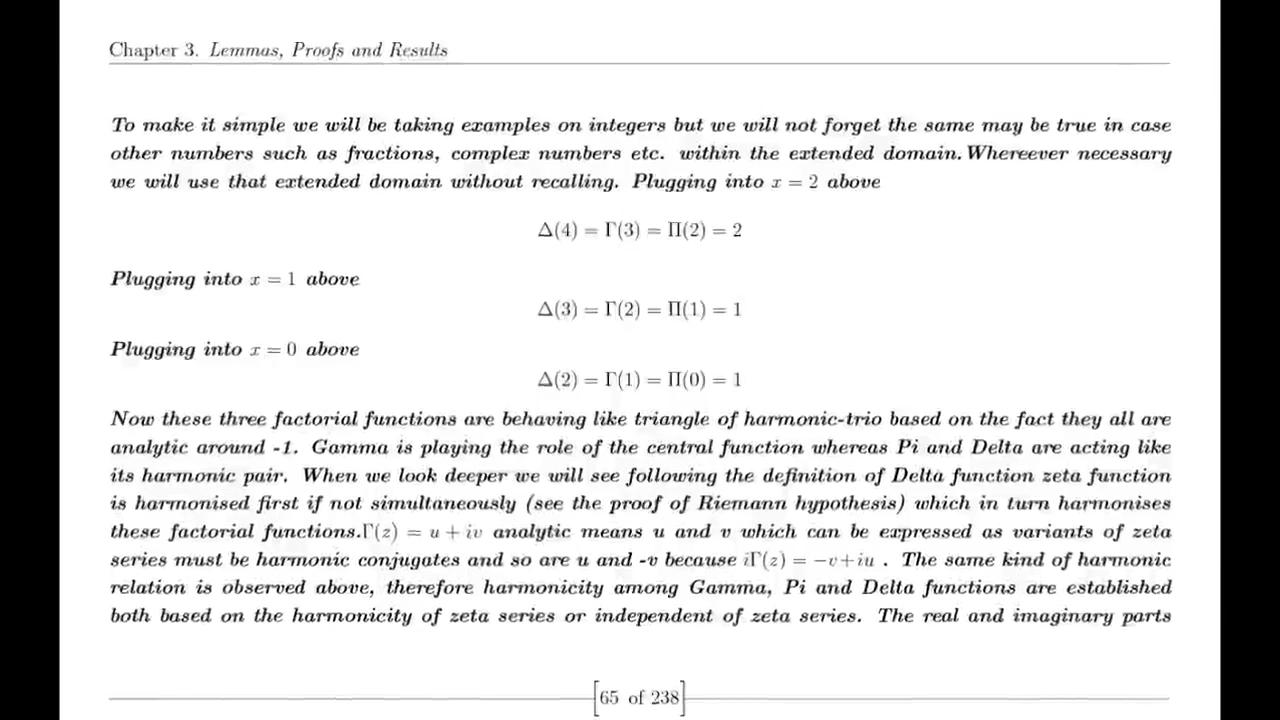 Chapter 3. Lemmas, Proofs and Results
To make it simple we will be taking examples on integers but we will not forget the same may be true in case
other numbers such as fractions, complex numbers etc. within the extended domain. Whereever necessary
we will use that extended domain without recalling. Plugging into x = 2 above
Δ(4) = Γ(3) = Π(2) = 2
Plugging into x = 1 above
Δ(3) = Γ(2) = Π(1) = 1
Plugging into x = 0 above
Δ(2) = Γ(1) = Π(0) = 1
Now these three factorial functions are behaving like triangle of harmonic-trio based on the fact they all are
analytic around -1. Gamma is playing the role of the central function whereas Pi and Delta are acting like
its harmonic pair. When we look deeper we will see following the definition of Delta function zeta function
is harmonised first if not simultaneously (see the proof of Riemann hypothesis) which in turn harmonises
these factorial functions.Γ(z) = u + iv analytic means u and v which can be expressed as variants of zeta
series must be harmonic conjugates and so are u and -v because iΓ(z) = −v+iu . The same kind of harmonic
relation is observed above, therefore harmonicity among Gamma, Pi and Delta functions are established
both based on the harmonicity of zeta series or independent of zeta series. The real and imaginary parts
[65 of 238]